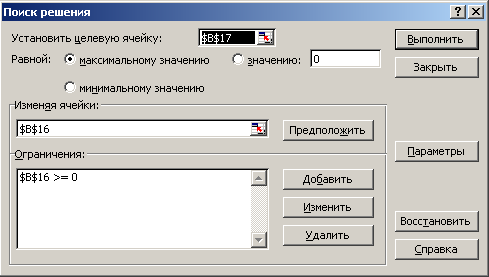 Поиск решения
Установить целевую ячейку: $B$17 Выполнить
Равной: максимальному значению значению: 0 Закрыть
минимальному значению
Изменяя ячейки:
$B$16 Предположить
Ограничения: Параметры
$B$16 >= 0 Добавить
Изменить
Восстановить
Удалить
Справка